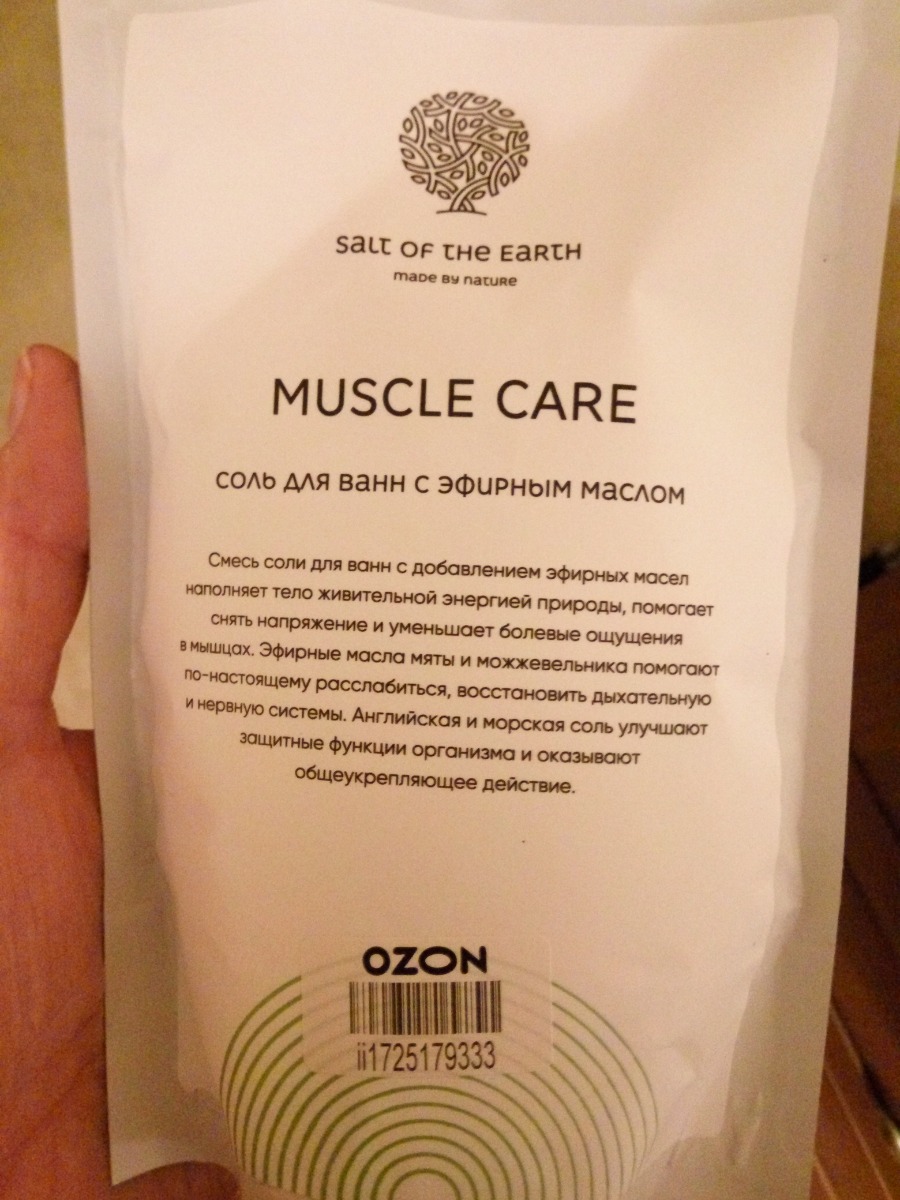 SALT OF THE EARTH
MADE BY NATURE
MUSCLE CARE
СОЛЬ ДЛЯ ВАНН С ЭФИРНЫМ МАСЛОМ
Смесь соли для ванн с добавлением эфирных масел
наполняет тело живительной энергией природы, помогает
снять напряжение и уменьшает болевые ощущения
в мышцах. Эфирные масла мяты и можжевельника помогают
по-настоящему расслабиться, восстановить дыхательную
и нервную системы. Английская и морская соль улучшают
защитные функции организма и оказывают
общеукрепляющее действие.
OZON
ii1725179333